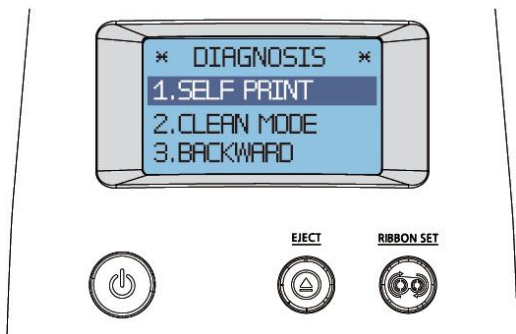 * DIAGNOSIS *
1.SELF PRINT
2.CLEAN MODE
3.BACKWARD
EJECT
RIBBON SET